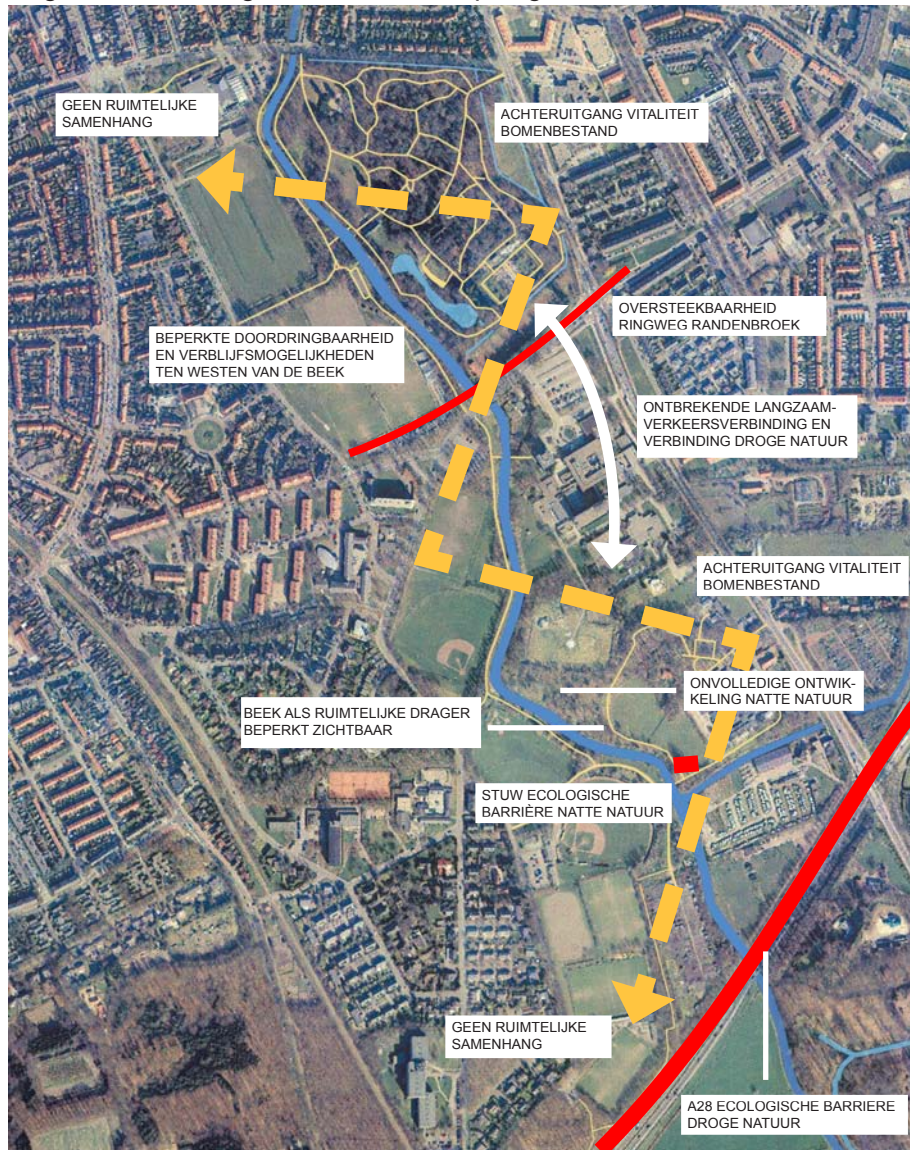 GEEN RUIMTELIJKE
SAMENHANG
ACHTERUITGANG VITALITEIT
BOMENBESTAND
OVERSTEEKBAARHEID
RINGWEG RANDENBROEK
BEPERKTE DOORDRINGBAARHEID
EN VERBLIJFSMOGELIJKHEDEN
TEN WESTEN VAN DE BEEK
ONTBREKENDE LANGZAAM-
VERKEERSVERBINDING EN
VERBINDING DROGE NATUUR
ACHTERUITGANG VITALITEIT
BOMENBESTAND
ONVOLLEDIGE ONTWIK-
KELING NATTE NATUUR
BEEK ALS RUIMTELIJKE DRAGER
BEPERKT ZICHTBAAR
STUW ECOLOGISCHE
BARRIÈRE NATTE NATUUR
GEEN RUIMTELIJKE
SAMENHANG
A28 ECOLOGISCHE BARRIERE
DROGE NATUUR